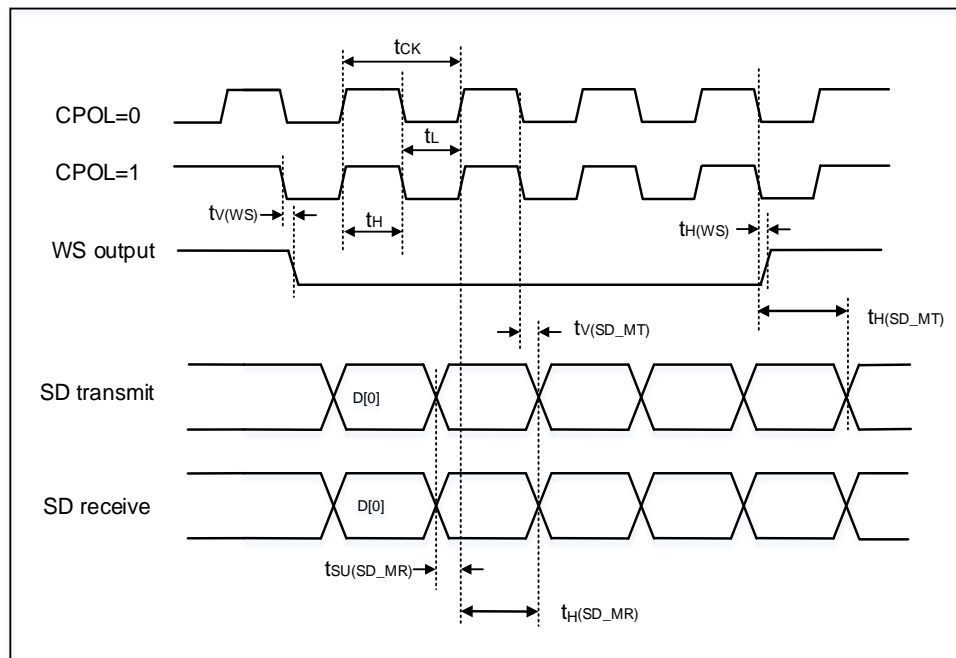 tCK
CPOL=0
tL
CPOL=1
tV(WS)
tH
tH(WS)
WS output
tV(SD_MT)
tH(SD_MT)
SD transmit
D[0]
SD receive
D[0]
tSU(SD_MR)
tH(SD_MR)